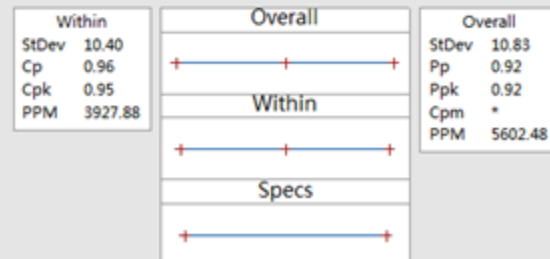 Within
StDev 10.40
Cp 0.96
Cpk 0.95
PPM 3927.88
Overall
Within
Specs
Overall
StDev 10.83
Pp 0.92
Ppk 0.92
Cpm *
PPM 5602.48